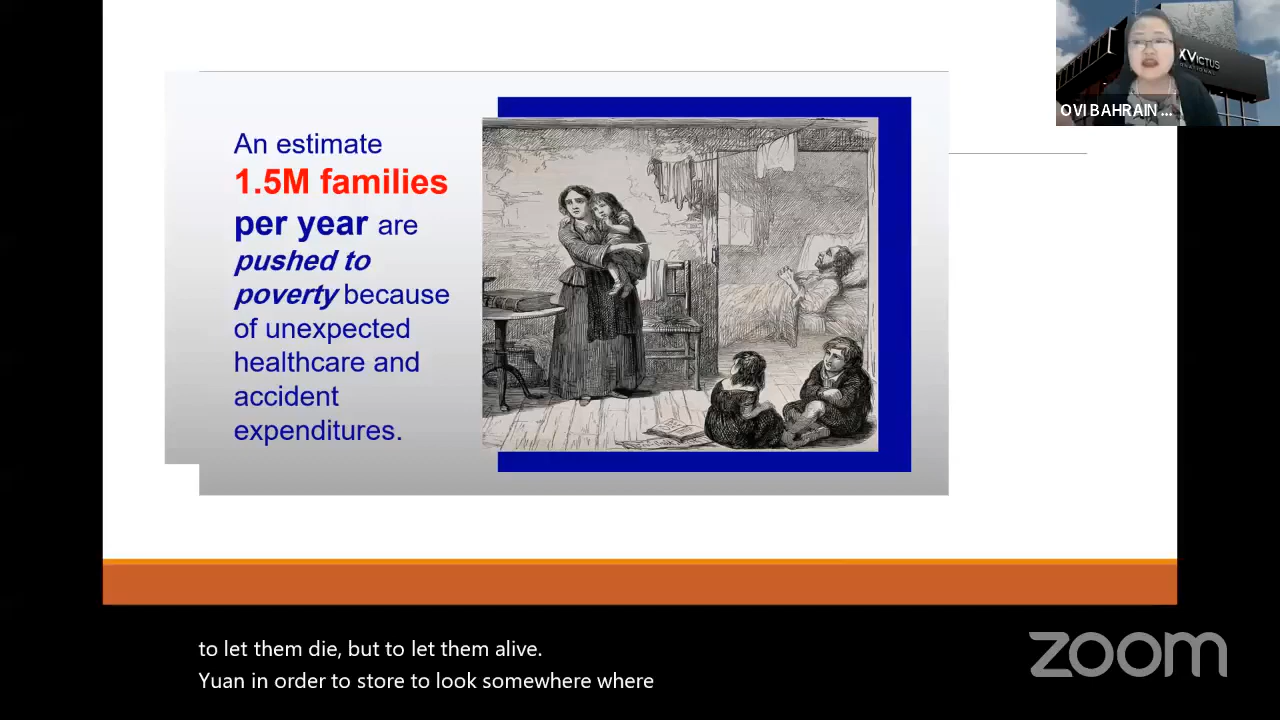 An estimate
1.5M families
per year are
pushed to
poverty because
of unexpected
healthcare and
accident
expenditures.
XVICTUS
OVI BAHRAIN ...
to let them die, but to let them alive.
Yuan in order to store to look somewhere where
zoom